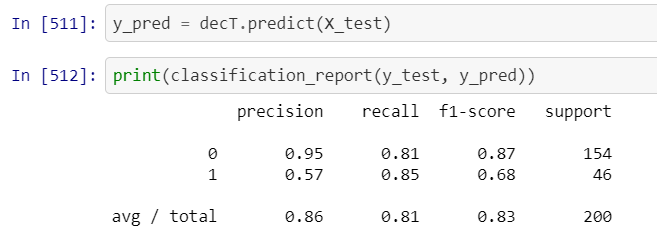 In [511]: y_pred = decT.predict(X_test)
In [512]: print(classification_report(y_test, y_pred))
precision recall f1-score support
0 0.95 0.81 0.87 154
1 0.57 0.85 0.68 46
avg / total 0.86 0.81 0.83 200